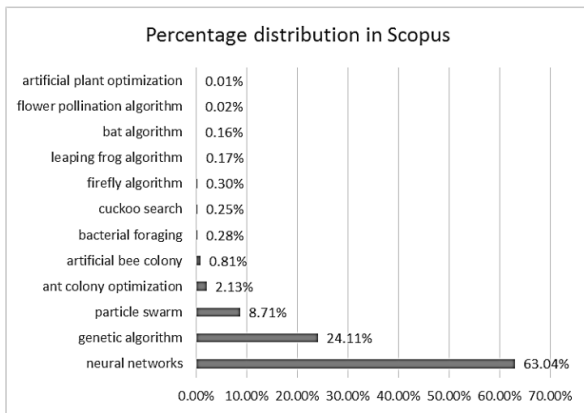 Percentage distribution in Scopus
artificial plant optimization 0.01%
flower pollination algorithm 0.02%
bat algorithm 0.16%
leaping frog algorithm 0.17%
firefly algorithm 0.30%
cuckoo search 0.25%
bacterial foraging 0.28%
artificial bee colony 0.81%
ant colony optimization 2.13%
particle swarm 8.71%
genetic algorithm 24.11%
neural networks 63.04%
0.00% 10.00% 20.00% 30.00% 40.00% 50.00% 60.00% 70.00%